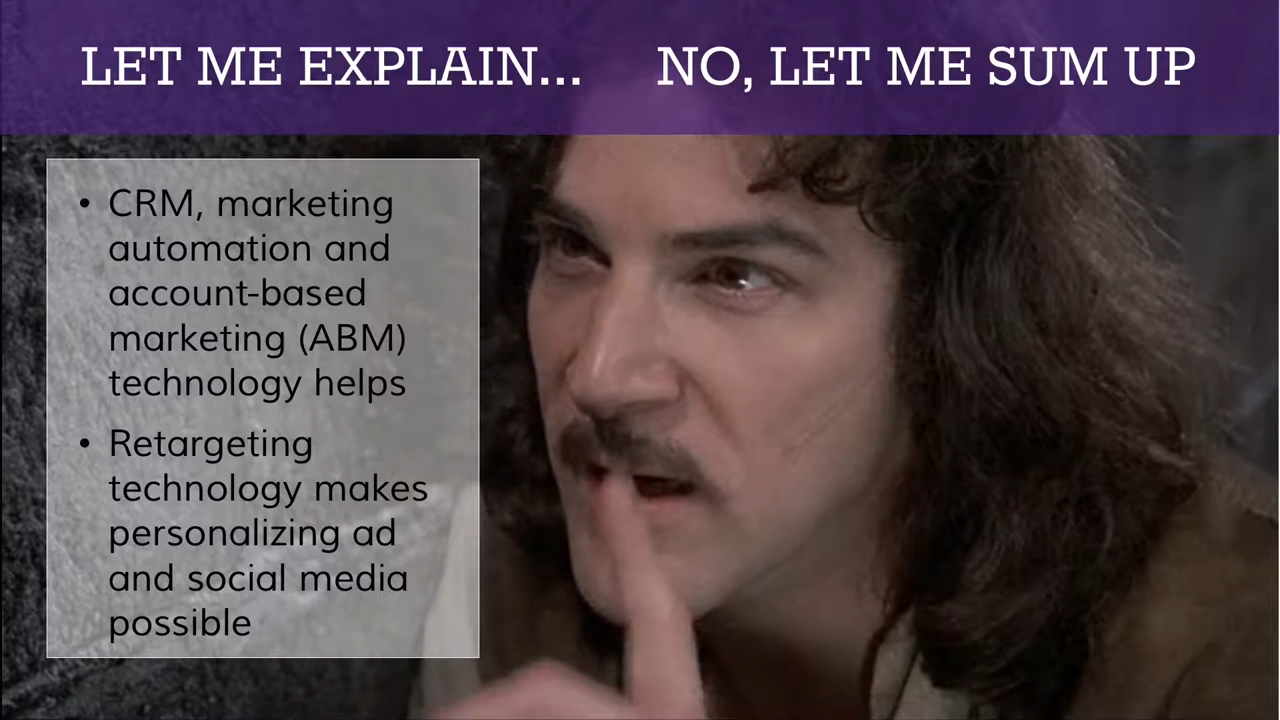 LET ME EXPLAIN... NO, LET ME SUM UP
• CRM, marketing
automation and
account-based
marketing (ABM)
technology helps
• Retargeting
technology makes
personalizing ad
and social media
possible